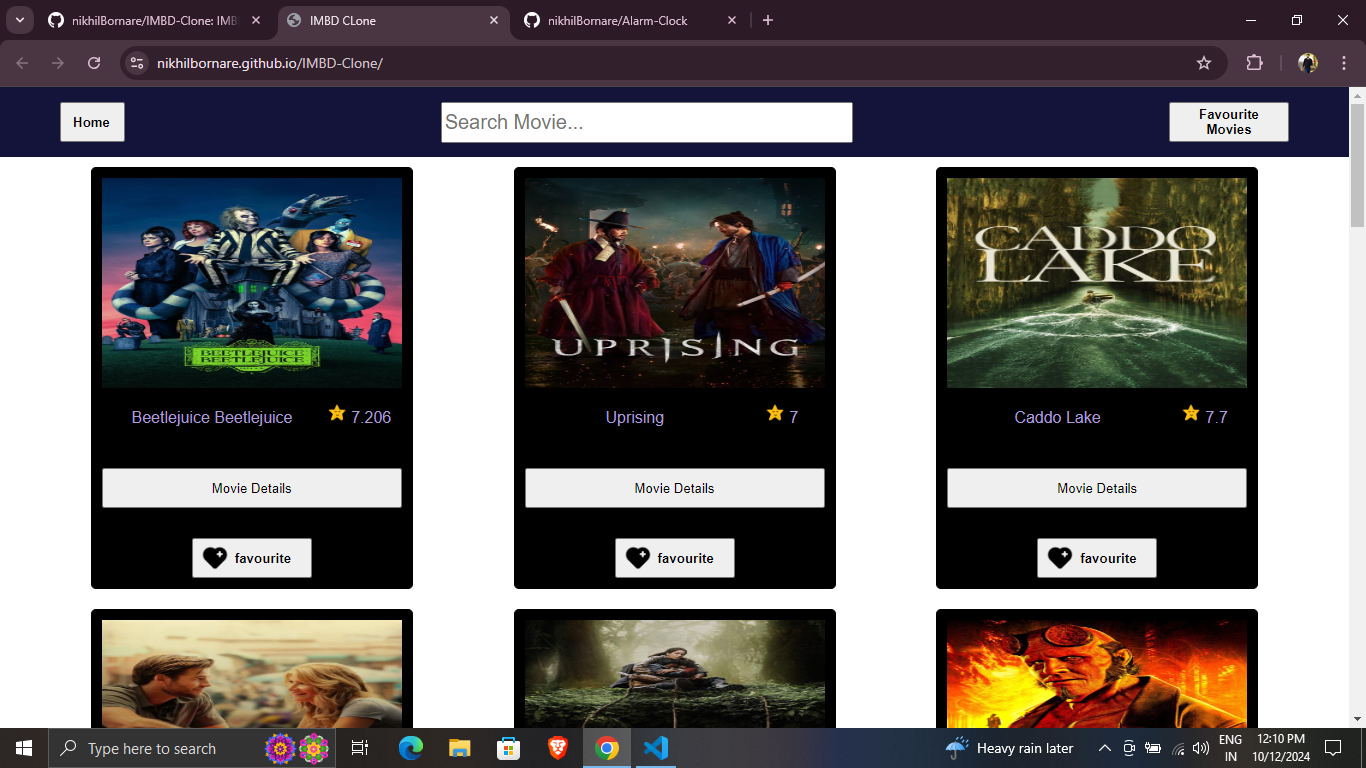 nikhilBornare/IMBD-Clone: IMB
IMBD CLone
nikhilBornare/Alarm-Clock
nikhilbornare.github.io/IMBD-Clone/
Home
Search Movie...
Favourite
Movies
BEETLEJUICE
BEETLEJUICE
UPRISING
CADDO
LAKE
Beetlejuice Beetlejuice
7.206
Uprising
7
Caddo Lake
7.7
Movie Details
Movie Details
Movie Details
favourite
favourite
favourite
Type here to search
Heavy rain later
ENG
IN
12:10 PM
10/12/2024